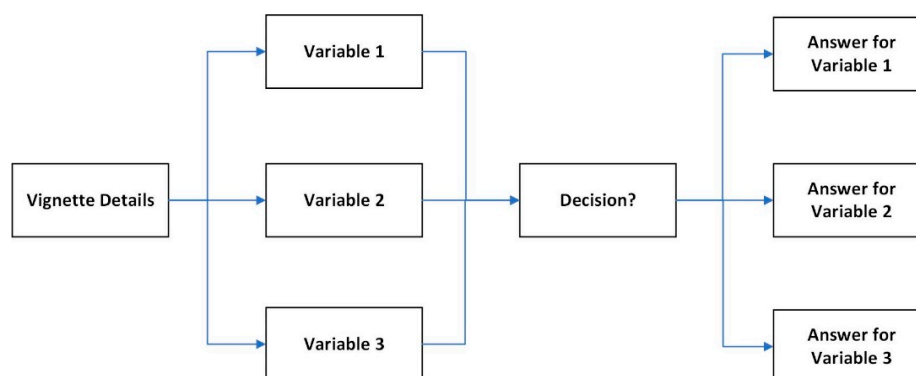 Vignette Details
Variable 1
Variable 2
Variable 3
Decision?
Answer for
Variable 1
Answer for
Variable 2
Answer for
Variable 3